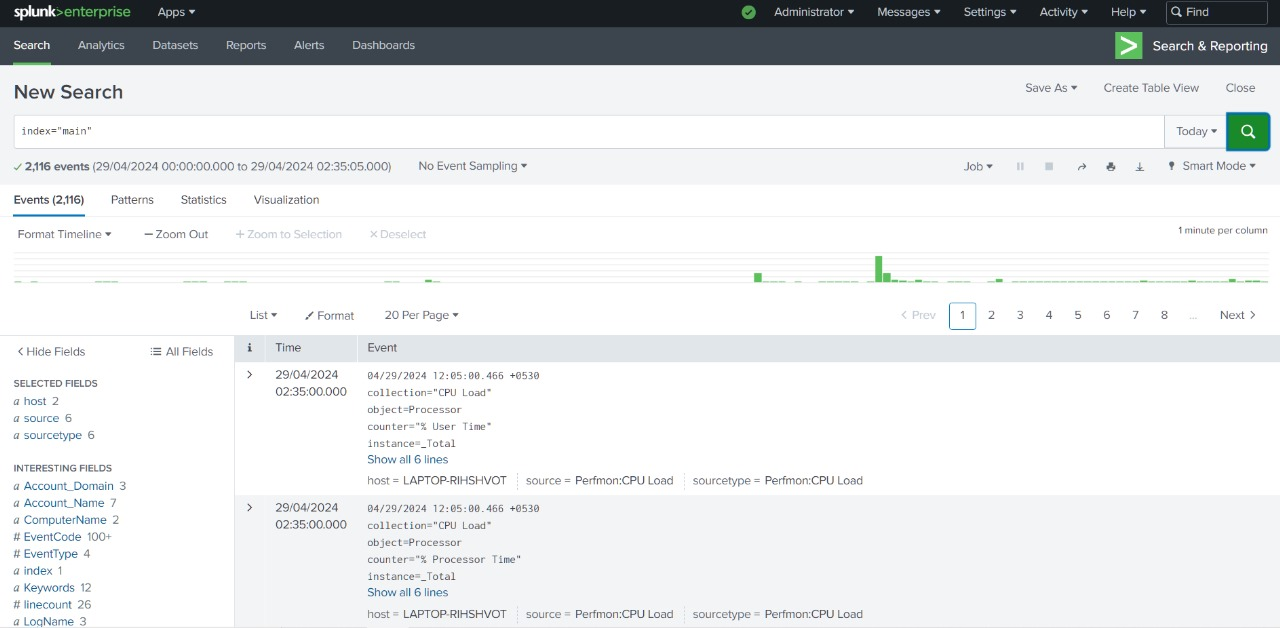 splunk>enterprise Apps ▾ Administrator ▾ Messages ▾ Settings ▾ Activity ▾ Help ▾ Find
Search Analytics Datasets Reports Alerts Dashboards Search & Reporting
New Search Save As ▾ Create Table View Close
index="main" Today ▾
✓ 2,116 events (29/04/2024 00:00:00.000 to 29/04/2024 02:35:05.000) No Event Sampling ▾ Job ▾ Smart Mode ▾
Events (2,116) Patterns Statistics Visualization
Format Timeline ▾ — Zoom Out + Zoom to Selection × Deselect 1 minute per column
List ▾ Format 20 Per Page ▾ < Prev 1 2 3 4 5 6 7 8 ... Next >
< Hide Fields All Fields i Time Event
SELECTED FIELDS
a host 2
a source 6
a sourcetype 6
INTERESTING FIELDS
a Account_Domain 3
a Account_Name 7
a ComputerName 2
# EventCode 100+
# EventType 4
a index 1
a Keywords 12
# linecount 26
a LogName 3
> 29/04/2024 02:35:00.000
04/29/2024 12:05:00.466 +0530
collection="CPU Load"
object=Processor
counter="% User Time"
instance=_Total
Show all 6 lines
host = LAPTOP-RIHSHVOT source = Perfmon:CPU Load sourcetype = Perfmon:CPU Load
> 29/04/2024 02:35:00.000
04/29/2024 12:05:00.466 +0530
collection="CPU Load"
object=Processor
counter="% Processor Time"
instance=_Total
Show all 6 lines
host = LAPTOP-RIHSHVOT source = Perfmon:CPU Load sourcetype = Perfmon:CPU Load